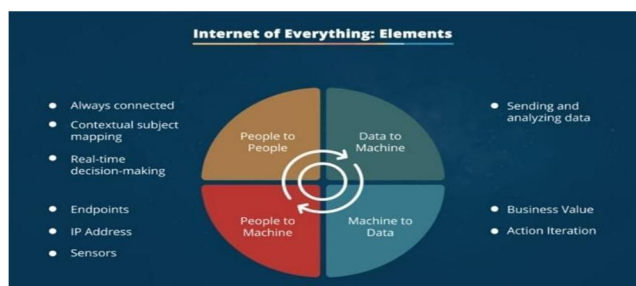 Internet of Everything: Elements
Always connected
Contextual subject
mapping
Real-time
decision-making
People to
People
Data to
Machine
Sending and
analyzing data
Endpoints
IP Address
Sensors
People to
Machine
Machine to
Data
Business Value
Action Iteration